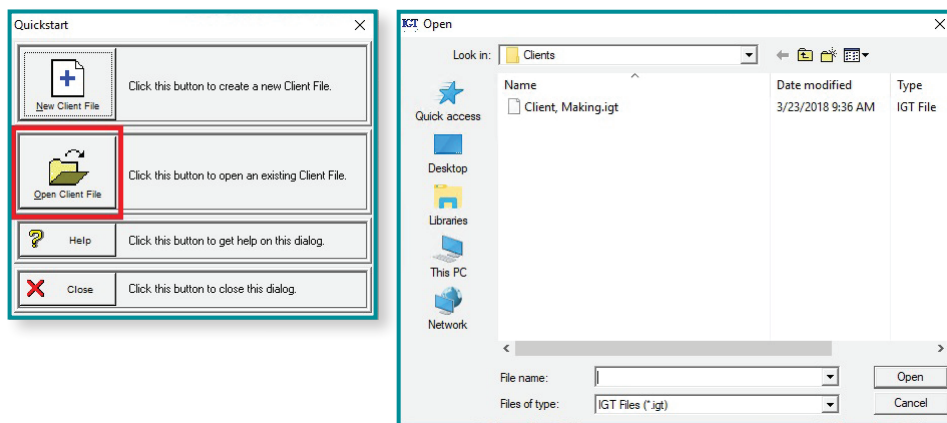 Quickstart
New Client File
Click this button to create a new Client File.
Open Client File
Click this button to open an existing Client File.
Help
Click this button to get help on this dialog.
Close
Click this button to close this dialog.
IGT Open
Look in: Clients
Quick access
Desktop
Libraries
This PC
Network
Name Date modified Type
Client, Making.igt 3/23/2018 9:36 AM IGT File
File name: Open
Files of type: IGT Files (*.igt) Cancel